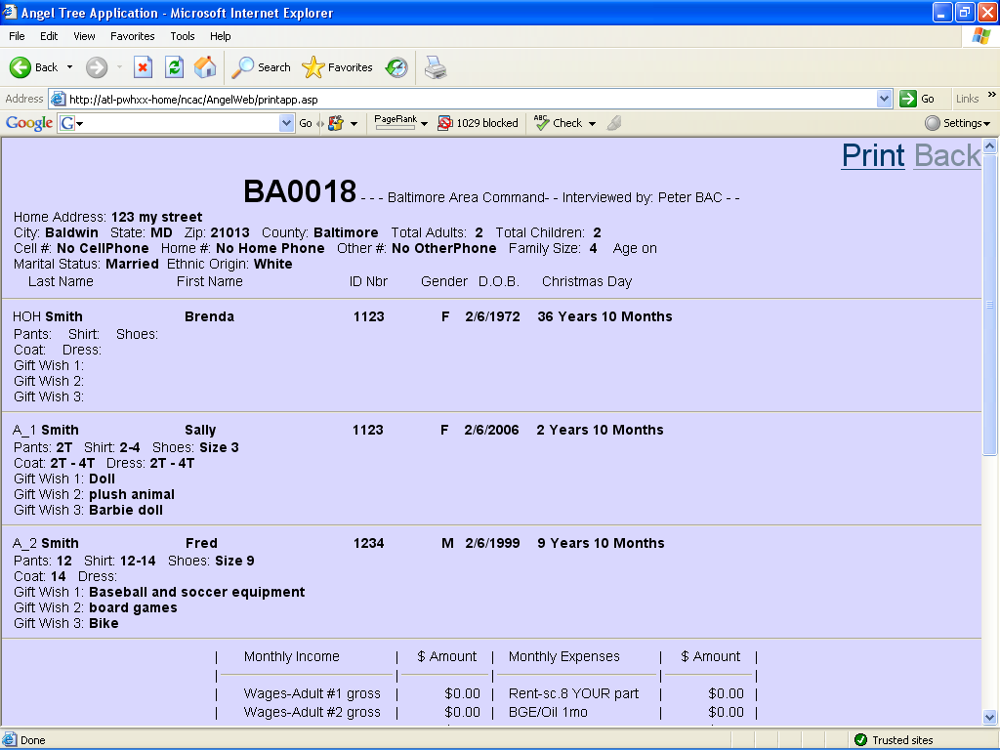 Angel Tree Application - Microsoft Internet Explorer
File Edit View Favorites Tools Help
Back Search Favorites
Address http://atl-pwhxx-home/ncac/AngelWeb/printapp.asp Go Links »
Google G Go PageRank 1029 blocked ABC Check Settings
Print Back
BA0018 - - - Baltimore Area Command- - Interviewed by: Peter BAC - -
Home Address: 123 my street
City: Baldwin State: MD Zip: 21013 County: Baltimore Total Adults: 2 Total Children: 2
Cell #: No CellPhone Home #: No Home Phone Other #: No OtherPhone Family Size: 4 Age on
Marital Status: Married Ethnic Origin: White
Last Name First Name ID Nbr Gender D.O.B. Christmas Day
HOH Smith Brenda 1123 F 2/6/1972 36 Years 10 Months
Pants: Shirt: Shoes:
Coat: Dress:
Gift Wish 1:
Gift Wish 2:
Gift Wish 3:
A_1 Smith Sally 1123 F 2/6/2006 2 Years 10 Months
Pants: 2T Shirt: 2-4 Shoes: Size 3
Coat: 2T - 4T Dress: 2T - 4T
Gift Wish 1: Doll
Gift Wish 2: plush animal
Gift Wish 3: Barbie doll
A_2 Smith Fred 1234 M 2/6/1999 9 Years 10 Months
Pants: 12 Shirt: 12-14 Shoes: Size 9
Coat: 14 Dress:
Gift Wish 1: Baseball and soccer equipment
Gift Wish 2: board games
Gift Wish 3: Bike
| Monthly Income | $ Amount | Monthly Expenses | $ Amount |
| | | | |
| Wages-Adult #1 gross | $0.00 | Rent-sc.8 YOUR part | $0.00 |
| Wages-Adult #2 gross | $0.00 | BGE/Oil 1mo | $0.00 |
Done Trusted sites